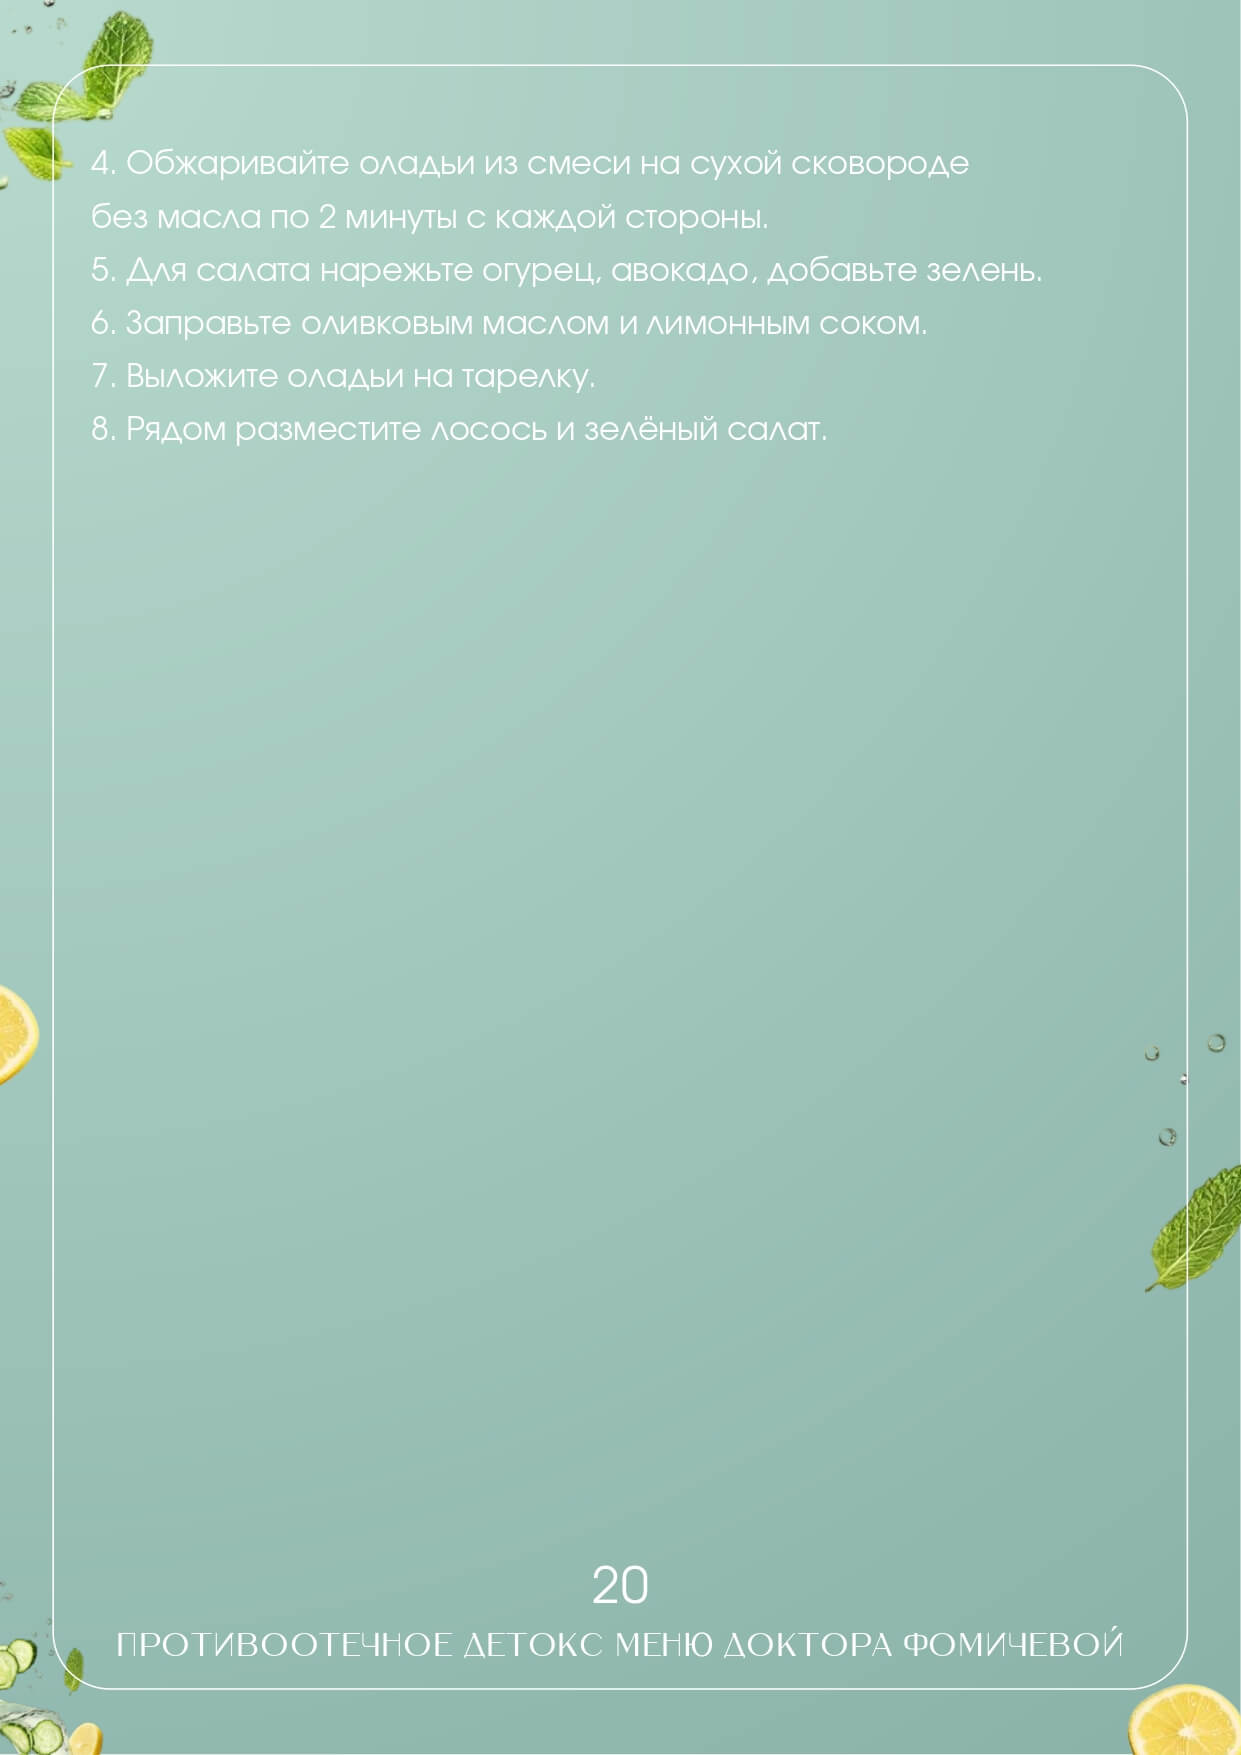 4. Обжаривайте оладьи из смеси на сухой сковороде
без масла по 2 минуты с каждой стороны.
5. Для салата нарежьте огурец, авокадо, добавьте зелень.
6. Заправьте оливковым маслом и лимонным соком.
7. Выложите оладьи на тарелку.
8. Рядом разместите лосось и зелёный салат.
20
ПРОТИВООТЕЧНОЕ ДЕТОКС МЕНЮ ДОКТОРА ФОМИЧЕВОЙ